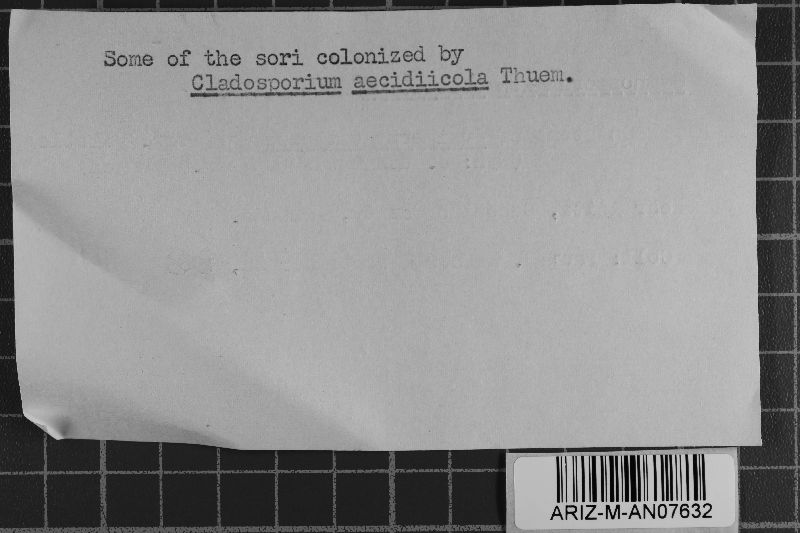 Some of the sori colonized by
Cladosporium aecidiicola Thuem.
ARIZ-M-AN07632